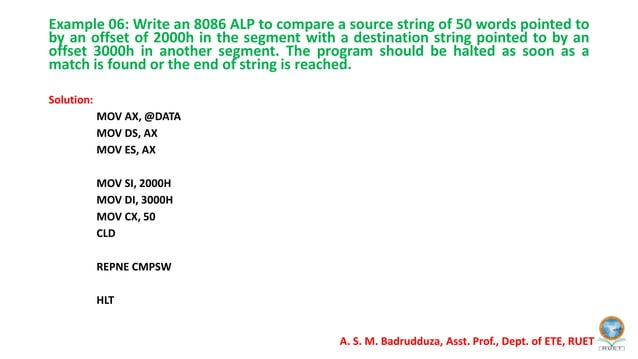 Example 06: Write an 8086 ALP to compare a source string of 50 words pointed to
by an offset of 2000h in the segment with a destination string pointed to by an
offset 3000h in another segment. The program should be halted as soon as a
match is found or the end of string is reached.
Solution:
MOV AX, @DATA
MOV DS, AX
MOV ES, AX
MOV SI, 2000H
MOV DI, 3000H
MOV CX, 50
CLD
REPNE CMPSW
HLT
A. S. M. Badrudduza, Asst. Prof., Dept. of ETE, RUET
RUET